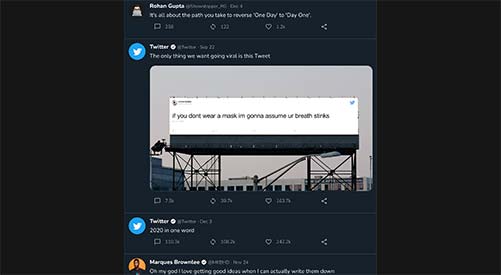 Rohan Gupta Dec 4
It's all about the path you take to reverse 'One Day' to 'Day One'.
238 122 1.2k
Twitter @Twitter · Sep 22
The only thing we want going viral is this Tweet
if you dont wear a mask im gonna assume ur breath stinks
7.5k 39.7k 163.7k
Twitter @Twitter · Dec 3
2020 in one word
110.3k 108.2k 242.2k
Marques Brownlee @MKBHD · Nov 24
Oh my god I love getting good ideas when I can actually write them down